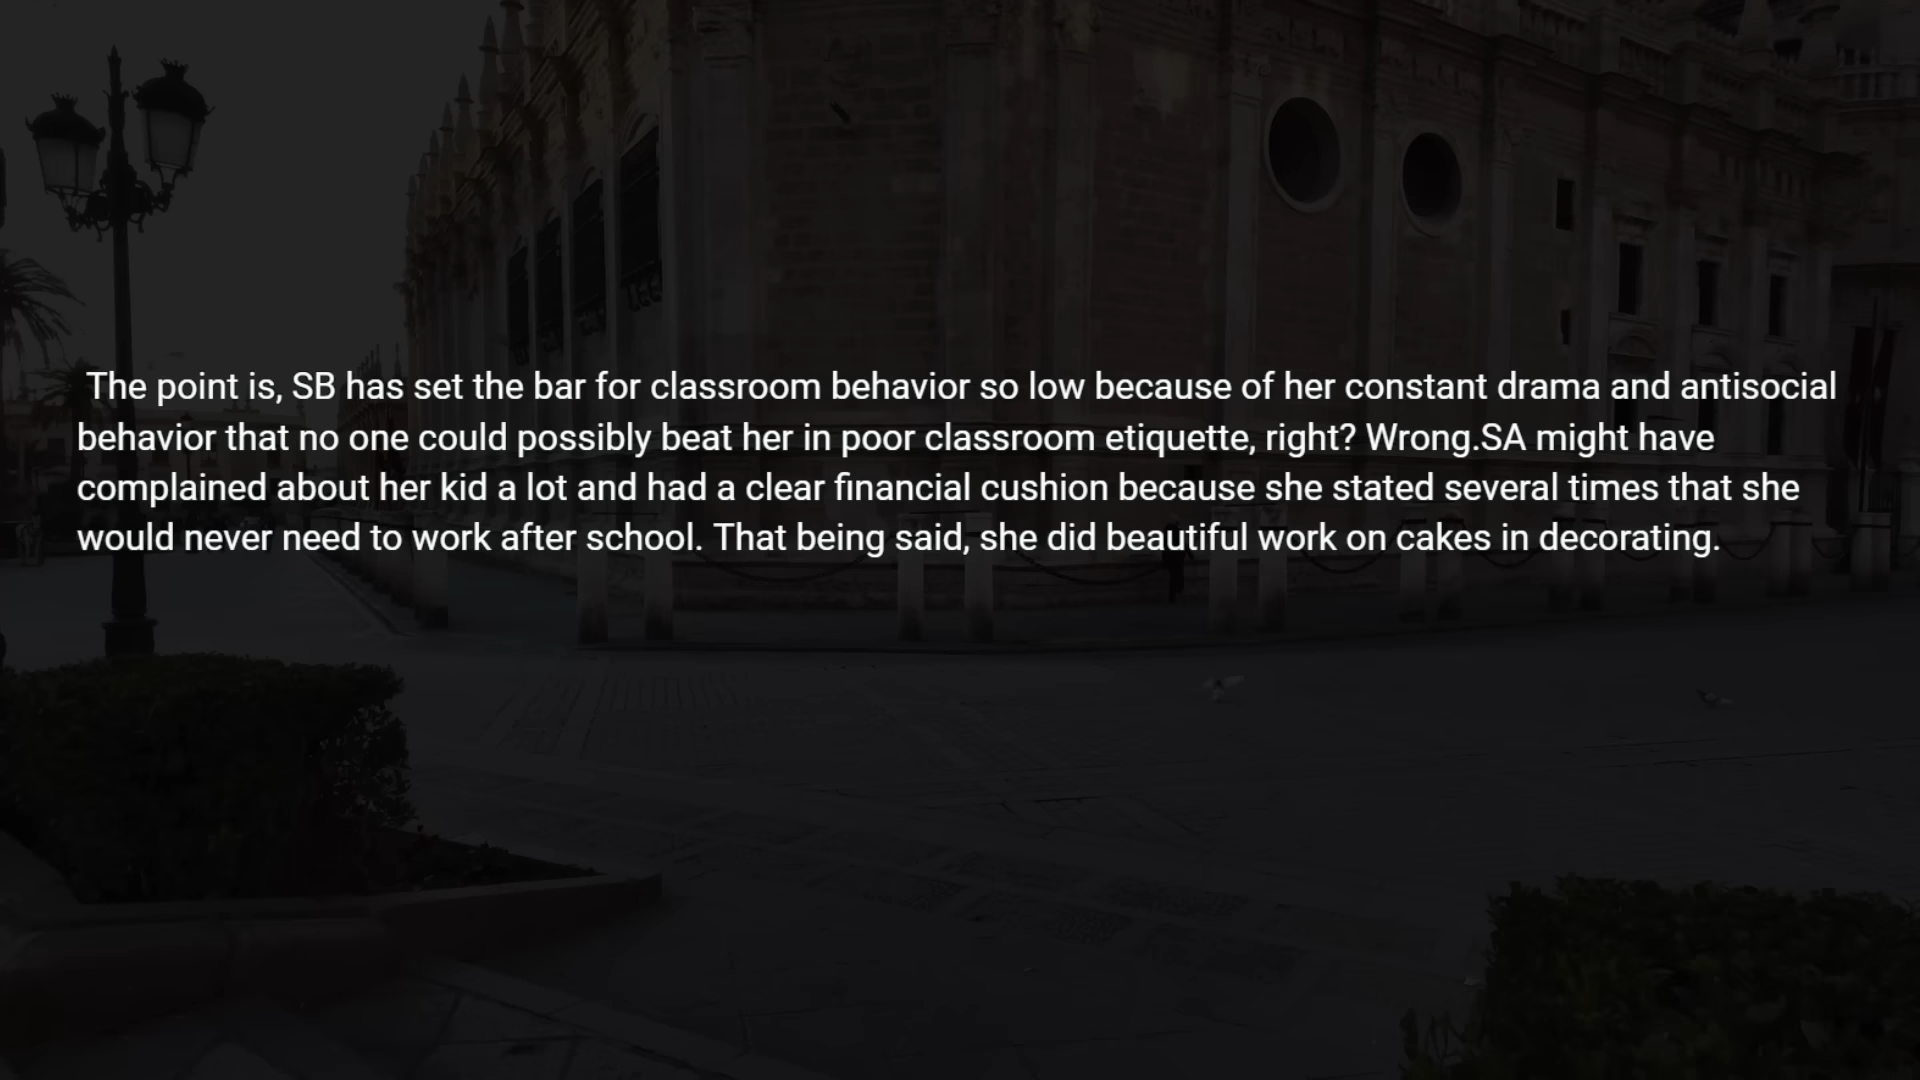 The point is, SB has set the bar for classroom behavior so low because of her constant drama and antisocial
behavior that no one could possibly beat her in poor classroom etiquette, right? Wrong.SA might have
complained about her kid a lot and had a clear financial cushion because she stated several times that she
would never need to work after school. That being said, she did beautiful work on cakes in decorating.